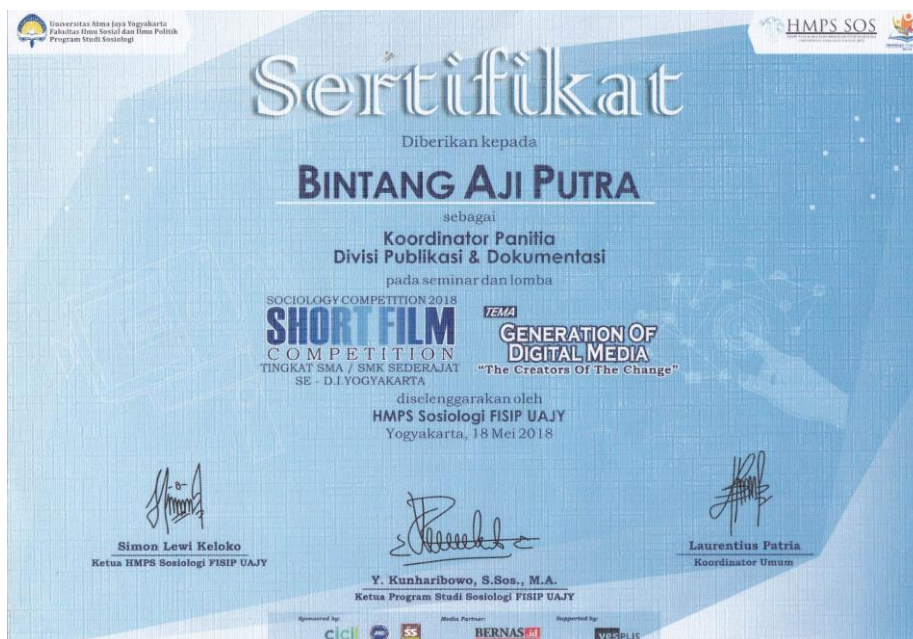 Universitas Atma Jaya Yogyakarta
Fakultas Ilmu Sosial dan Ilmu Politik
Program Studi Sosiologi
HMPS SOS
Sertifikat
Diberikan kepada
BINTANG AJI PUTRA
sebagai
Koordinator Panitia
Divisi Publikasi & Dokumentasi
pada seminar dan lomba
SOCIOLOGY COMPETITION 2018
SHORT FILM
COMPETITION
TINGKAT SMA / SMK SEDERAJAT
SE - D.I.YOGYAKARTA
TEMA
GENERATION OF
DIGITAL MEDIA
"The Creators Of The Change"
diselenggarakan oleh
HMPS Sosiologi FISIP UAJY
Yogyakarta, 18 Mei 2018
Simon Lewi Keloko
Ketua HMPS Sosiologi FISIP UAJY
Y. Kunharibowo, S.Sos., M.A.
Ketua Program Studi Sosiologi FISIP UAJY
Laurentius Patria
Koordinator Umum
Sponsored by:
cicil
SS
Media Partner:
BERNAS.id
Supported by:
yesPLIS